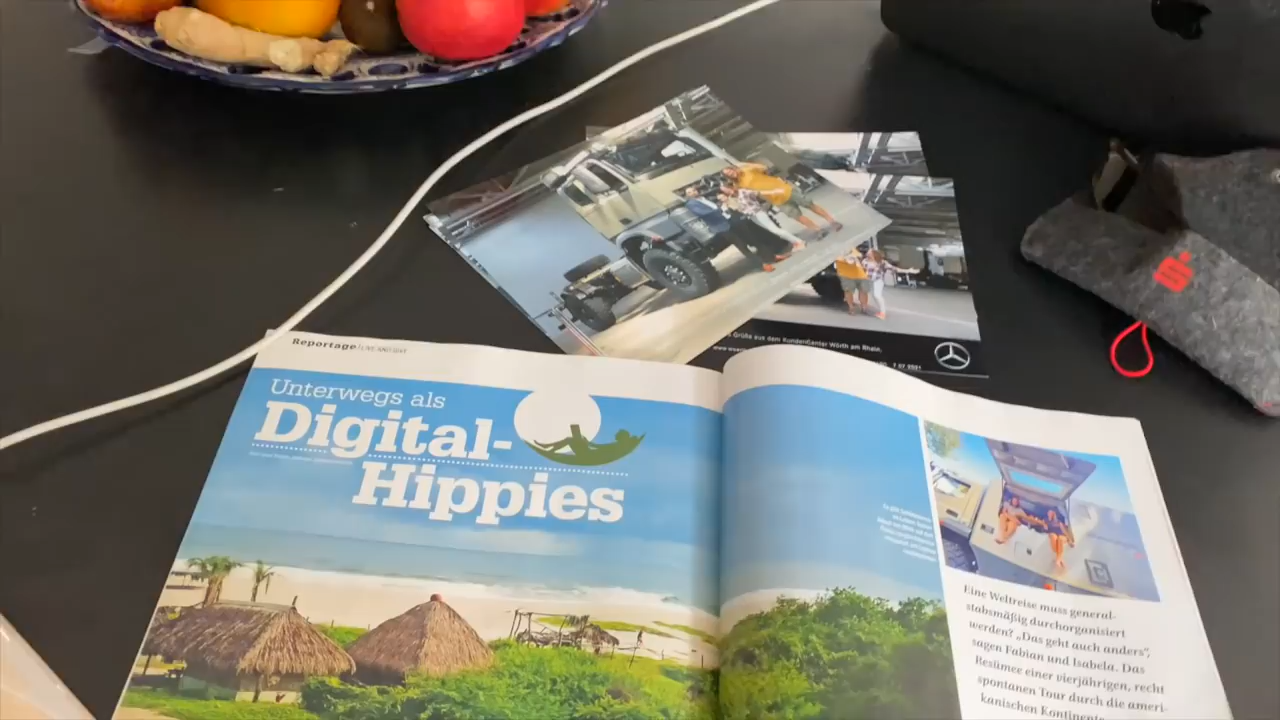 Größe aus dem KundenCenter Wörth am Rhein,
Reportage
Unterwegs als
Digital-
Hippies
Eine Weltreise muss general-
stabsmäßig durchorganisiert
werden? „Das geht auch anders“,
sagen Fabian und Isabela. Das
Resümee einer vierjährigen, recht
spontanen Tour durch die ameri-
kanischen Kontinente